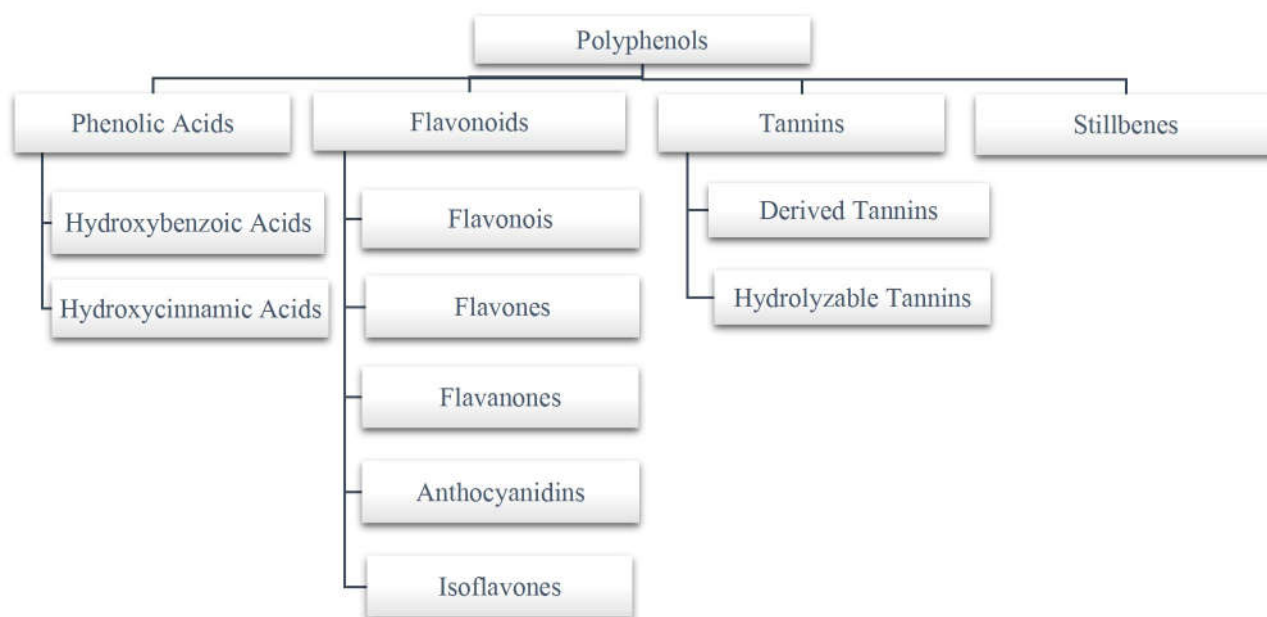 Polyphenols
Phenolic Acids
Flavonoids
Tannins
Stillbenes
Hydroxybenzoic Acids
Hydroxycinnamic Acids
Flavonois
Flavones
Flavanones
Anthocyanidins
Isoflavones
Derived Tannins
Hydrolyzable Tannins